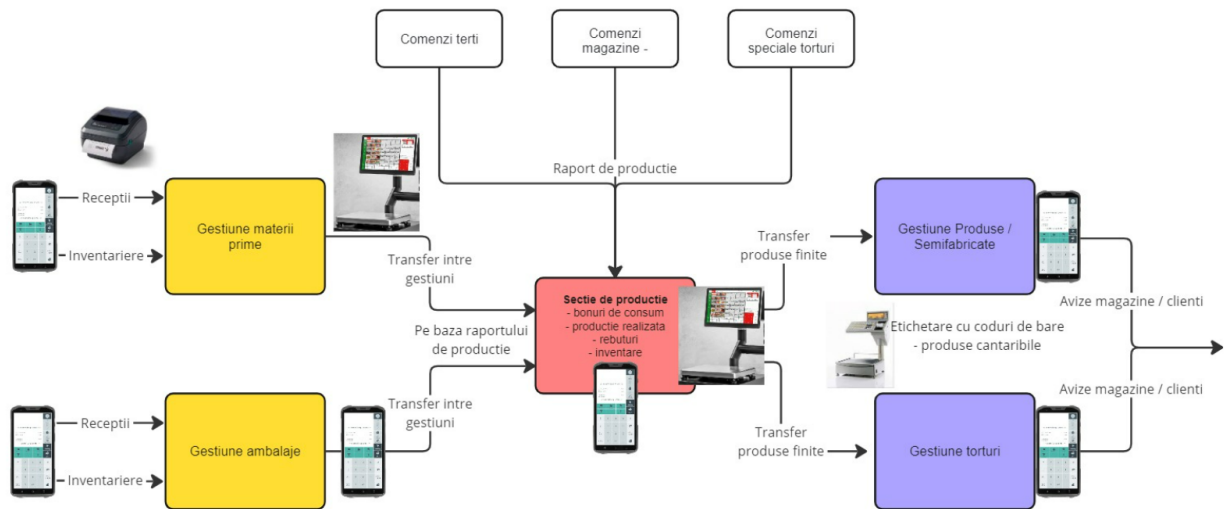 Comenzi terti
Comenzi
magazine -
Comenzi
speciale torturi
Raport de productie
Receptii
Inventariere
Gestiune materii
prime
Transfer intre
gestiuni
Pe baza raportului
de productie
Receptii
Inventariere
Gestiune ambalaje
Transfer intre
gestiuni
Sectie de productie
- bonuri de consum
- productie realizata
- rebuturi
- inventare
Transfer
produse finite
Gestiune Produse /
Semifabricate
Avize magazine / clienti
Etichetare cu coduri de bare
- produse cantaribile
Transfer
produse finite
Gestiune torturi
Avize magazine / clienti